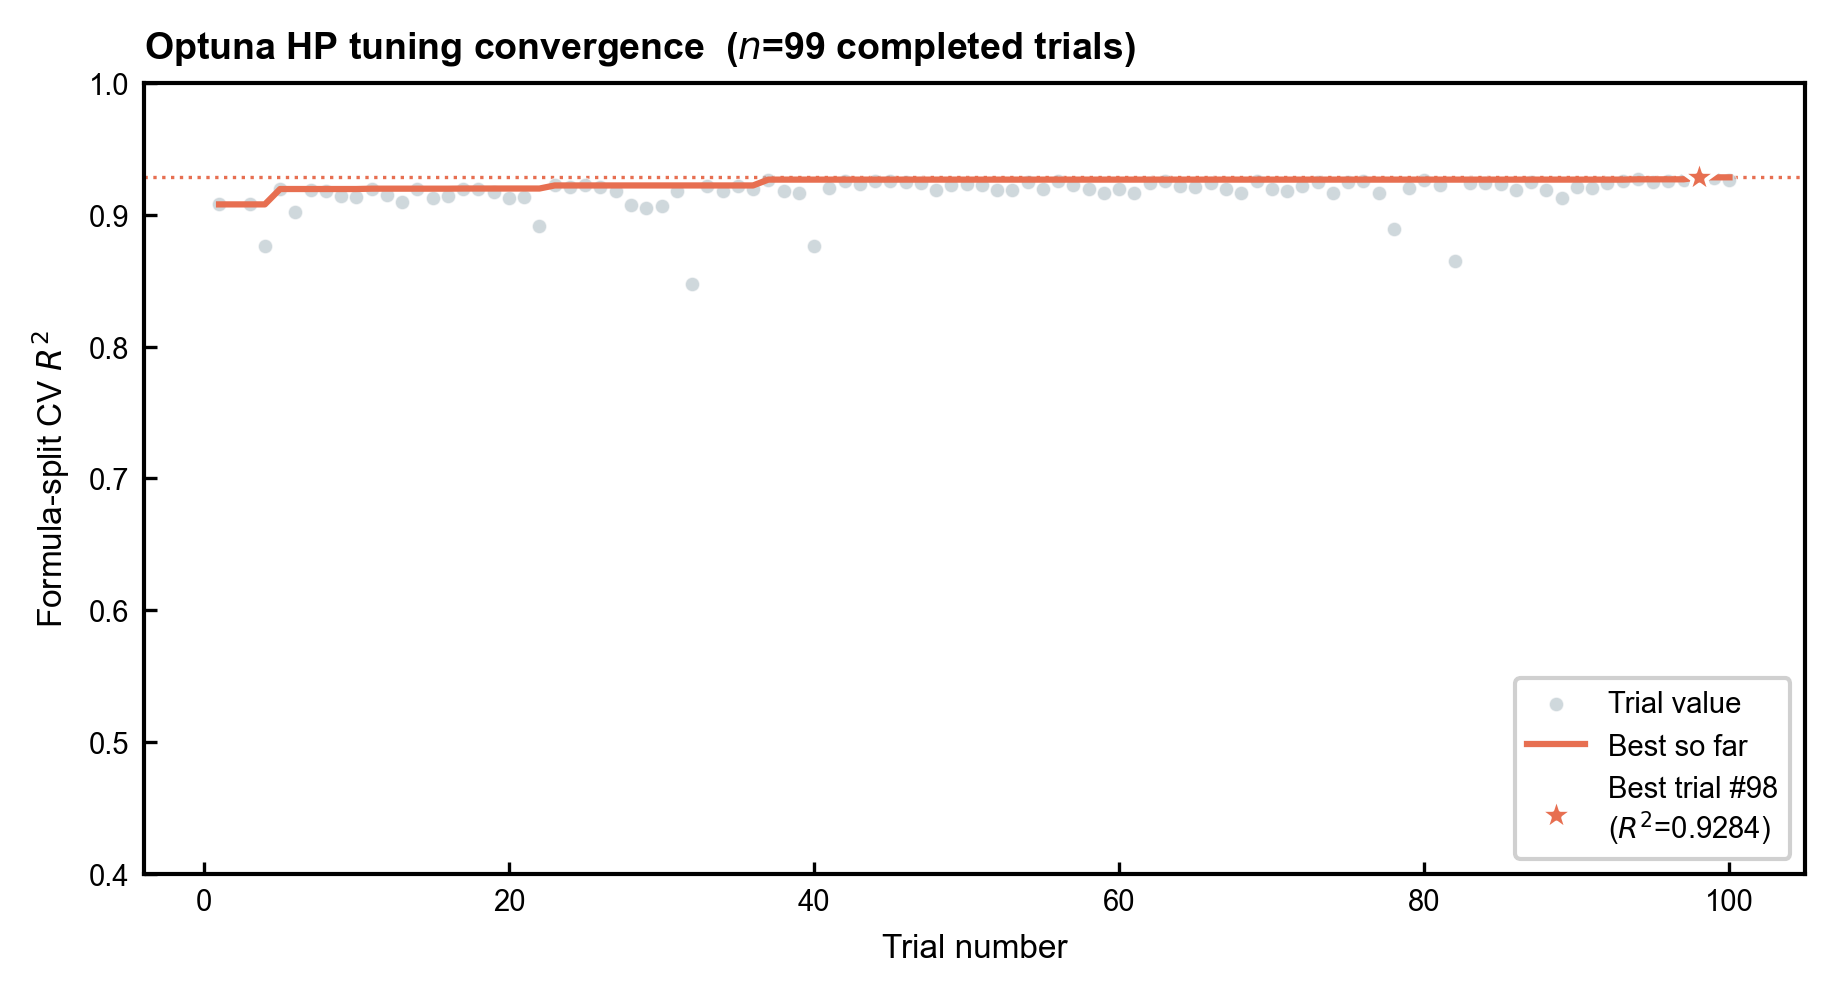 Optuna HP tuning convergence (n=99 completed trials)
1.0
0.9
0.8
0.7
0.6
0.5
0.4
Formula-split CV R²
Trial value
Best so far
Best trial #98
(R²=0.9284)
0 20 40 60 80 100
Trial number